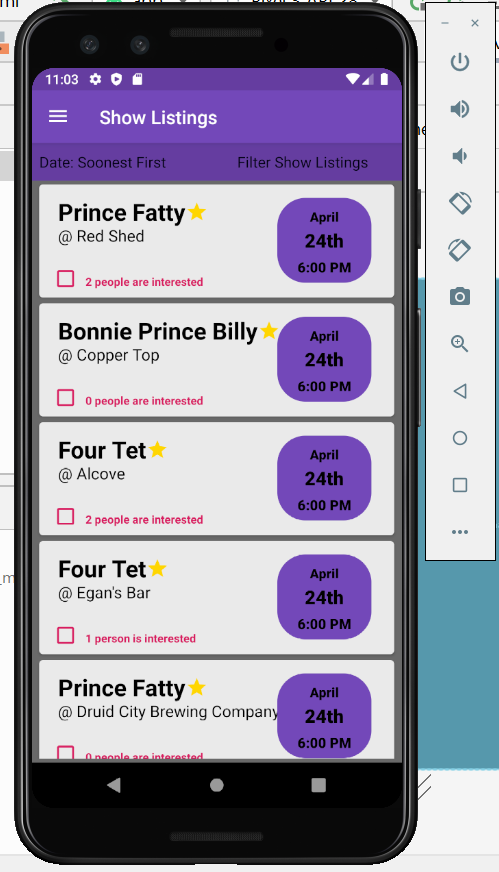 11:03
Show Listings
Date: Soonest First Filter Show Listings
Prince Fatty
@ Red Shed
2 people are interested
April
24th
6:00 PM
Bonnie Prince Billy
@ Copper Top
0 people are interested
April
24th
6:00 PM
Four Tet
@ Alcove
2 people are interested
April
24th
6:00 PM
Four Tet
@ Egan's Bar
1 person is interested
April
24th
6:00 PM
Prince Fatty
@ Druid City Brewing Company
0 people are interested
April
24th
6:00 PM